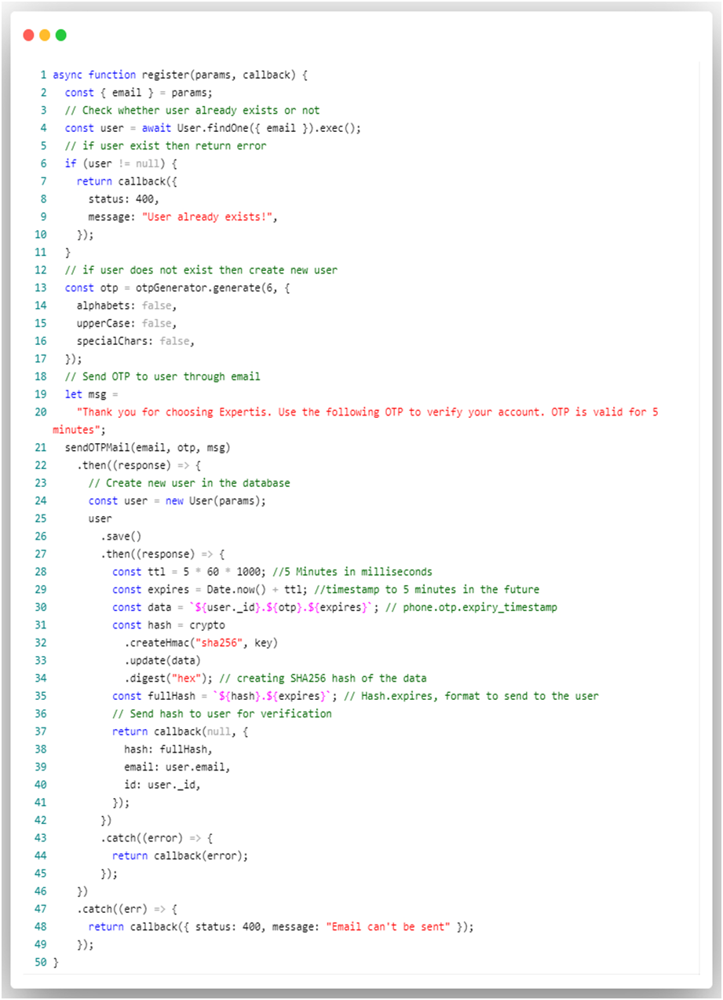 1 async function register(params, callback) {
2   const { email } = params;
3   // Check whether user already exists or not
4   const user = await User.findOne({ email }).exec();
5   // if user exist then return error
6   if (user != null) {
7     return callback({
8       status: 400,
9       message: "User already exists!",
10     });
11   }
12   // if user does not exist then create new user
13   const otp = otpGenerator.generate(6, {
14     alphabets: false,
15     upperCase: false,
16     specialChars: false,
17   });
18   // Send OTP to user through email
19   let msg =
20     "Thank you for choosing Expertis. Use the following OTP to verify your account. OTP is valid for 5
minutes";
21   sendOTPMail(email, otp, msg)
22     .then((response) => {
23       // Create new user in the database
24       const user = new User(params);
25       user
26         .save()
27         .then((response) => {
28           const ttl = 5 * 60 * 1000; //5 Minutes in milliseconds
29           const expires = Date.now() + ttl; //timestamp to 5 minutes in the future
30           const data = `${user._id}.${otp}.${expires}`; // phone.otp.expiry_timestamp
31           const hash = crypto
32             .createHmac("sha256", key)
33             .update(data)
34             .digest("hex"); // creating SHA256 hash of the data
35           const fullHash = `${hash}.${expires}`; // Hash.expires, format to send to the user
36           // Send hash to user for verification
37           return callback(null, {
38             hash: fullHash,
39             email: user.email,
40             id: user._id,
41           });
42         })
43         .catch((error) => {
44           return callback(error);
45         });
46     })
47     .catch((err) => {
48       return callback({ status: 400, message: "Email can't be sent" });
49     });
50 }